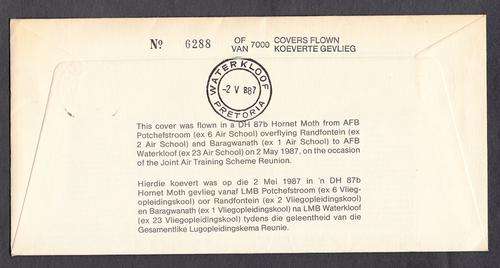 No 6288 OF VAN 7000 COVERS FLOWN KOEVERTE GEVLIEG
WATERKLOOF
-2 V 887
PRETORIA
This cover was flown in a DH 87b Hornet Moth from AFB
Potchefstroom (ex 6 Air School) overflying Randfontein (ex
2 Air School) and Baragwanath (ex 1 Air School) to AFB
Waterkloof (ex 23 Air School) on 2 May 1987, on the occasion
of the Joint Air Training Scheme Reunion.
Hierdie koevert was op die 2 Mei 1987 in 'n DH 87b
Hornet Moth gevlieg vanaf LMB Potchefstroom (ex 6 Vlieg-
opleidingskool) oor Randfontein (ex 2 Vliegopleidingskool)
en Baragwanath (ex 1 Vliegopleidingskool) na LMB Waterkloof
(ex 23 Vliegopleidingskool) tydens die geleentheid van die
Gesamentlike Lugopleidingskema Reunie.